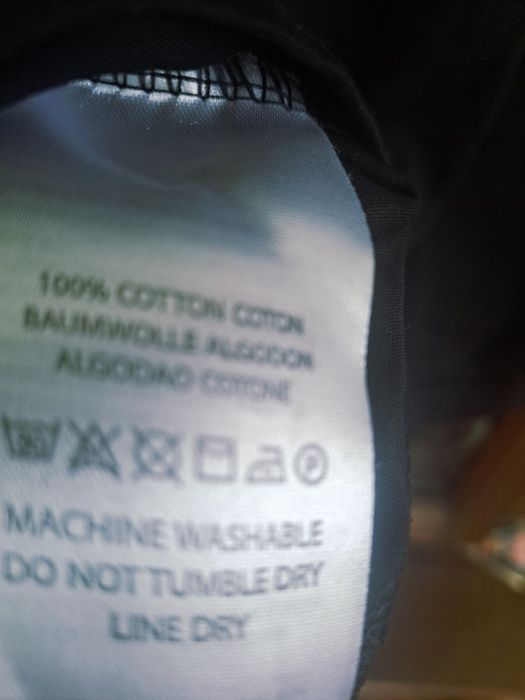 100% COTTON COTON
BAUMWOLLE ALGODON
ALGODAO COTONE
P
MACHINE WASHABLE
DO NOT TUMBLE DRY
LINE DRY